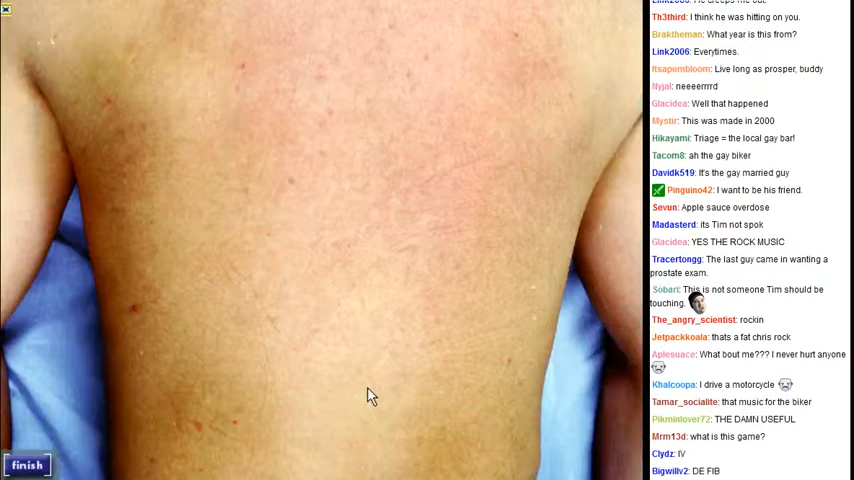 Th3third: I think he was hitting on you.
Braktheman: What year is this from?
Link2006: Everytimes.
Itsapumbloom: Live long as prosper, buddy
Nyjal: neeerrrrd
Glacidea: Well that happened
Mystir: This was made in 2000
Hikayami: Triage = the local gay bar!
Tacorn8: ah the gay biker
Davidk519: It's the gay married guy
Pinguino42: I want to be his friend.
Sevun: Apple sauce overdose
Madasterd: its Tim not spok
Glacidea: YES THE ROCK MUSIC
Tracertongg: The last guy came in wanting a
prostate exam.
Sobari: This is not someone Tim should be
touching.
The_angry_scientist: rockin
Jetpackkoala: thats a fat chris rock
Aplesuace: What bout me??? I never hurt anyone
Khalcoopa: I drive a motorcycle
Tamar_socialite: that music for the biker
Pikminlover72: THE DAMN USEFUL
Mrm13d: what is this game?
Clydz: IV
finish
Bigwillv2: DE FIB